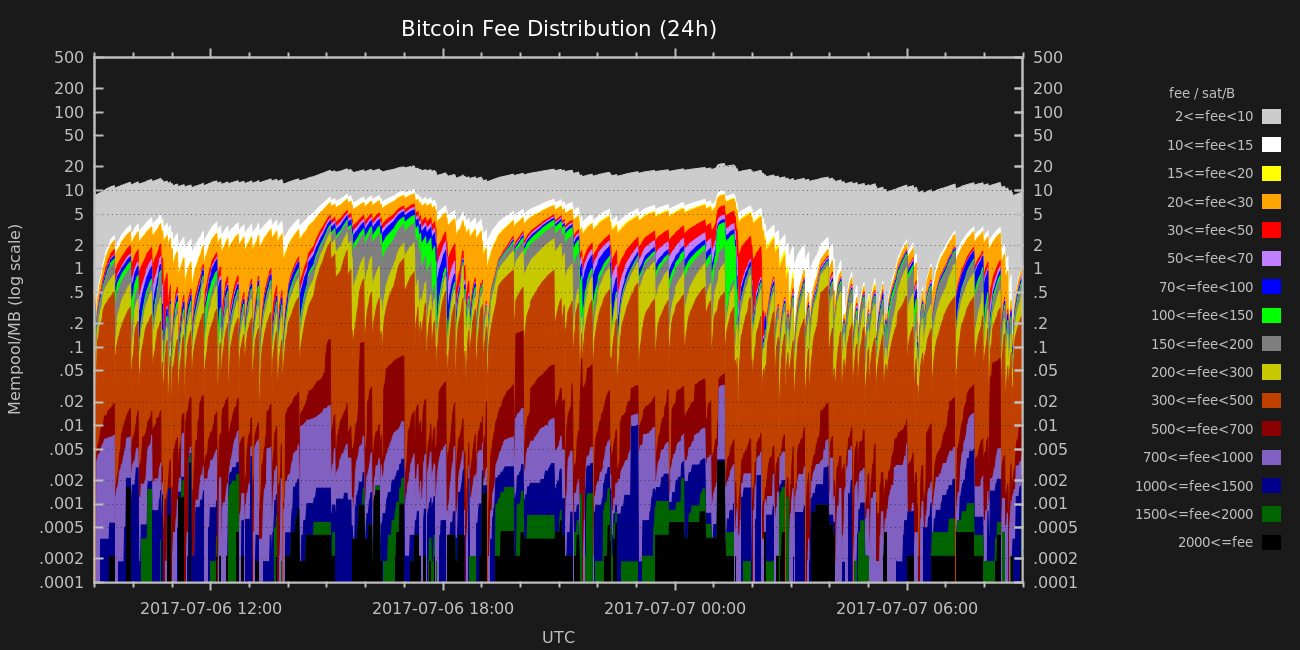 Bitcoin Fee Distribution (24h)
500
200
100
50
20
10
5
2
1
.5
.2
.1
.05
.02
.01
.005
.002
.001
.0005
.0002
.0001
Mempool/MB (log scale)
500
200
100
50
20
10
5
2
1
.5
.2
.1
.05
.02
.01
.005
.002
.001
.0005
.0002
.0001
fee / sat/B
2<=fee<10
10<=fee<15
15<=fee<20
20<=fee<30
30<=fee<50
50<=fee<70
70<=fee<100
100<=fee<150
150<=fee<200
200<=fee<300
300<=fee<500
500<=fee<700
700<=fee<1000
1000<=fee<1500
1500<=fee<2000
2000<=fee
2017-07-06 12:00 2017-07-06 18:00 2017-07-07 00:00 2017-07-07 06:00
UTC